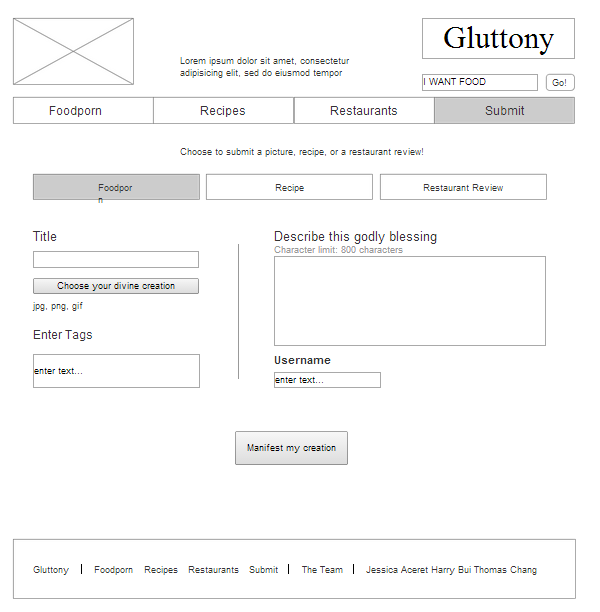 Gluttony
Lorem ipsum dolor sit amet, consectetur
adipisicing elit, sed do eiusmod tempor
I WANT FOOD
Go!
Foodporn Recipes Restaurants Submit
Choose to submit a picture, recipe, or a restaurant review!
Foodpor
n
Recipe
Restaurant Review
Title
Choose your divine creation
jpg, png, gif
Enter Tags
enter text...
Describe this godly blessing
Character limit: 800 characters
Username
enter text...
Manifest my creation
Gluttony | Foodporn Recipes Restaurants Submit | The Team | Jessica Aceret Harry Bui Thomas Chang